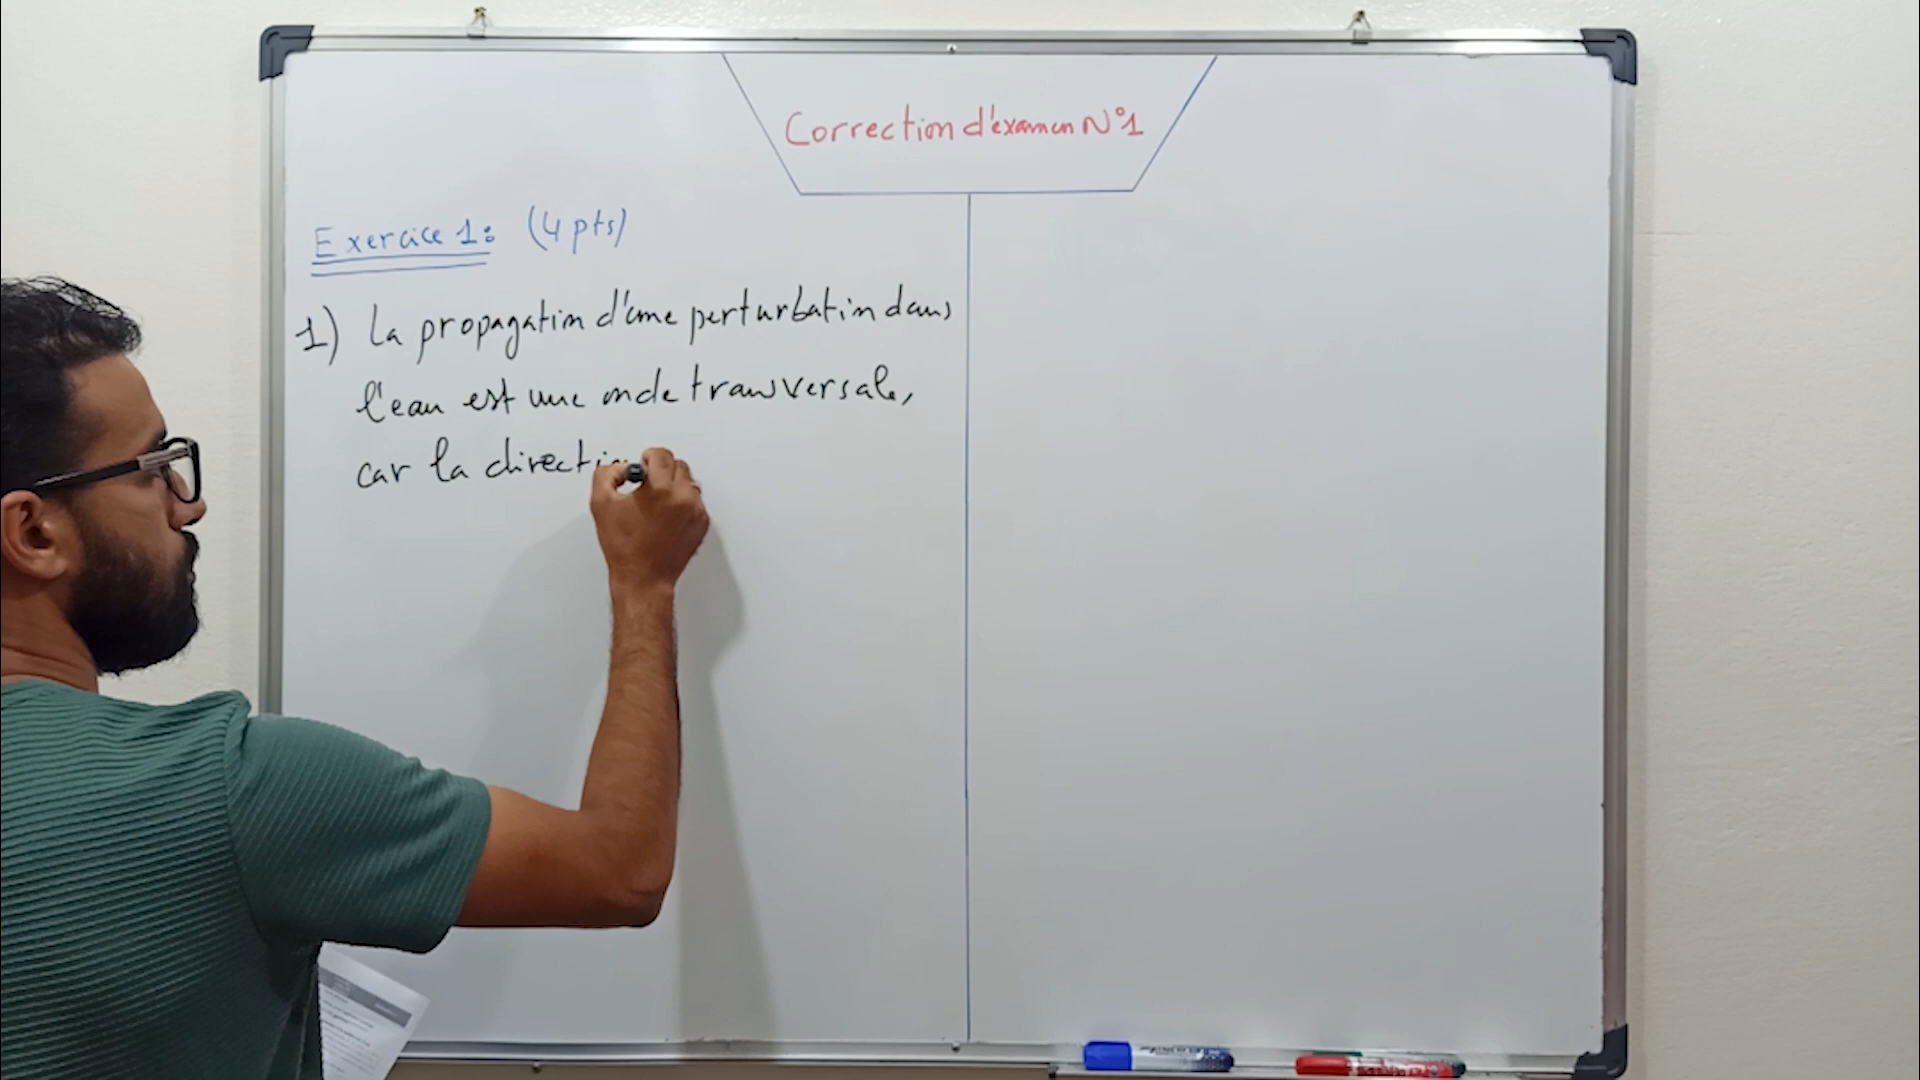 Correction d'examen N°1
Exercice 1: (4 pts)
1) La propagation d'une perturbation dans
l'eau est une onde transversale,
car la direction